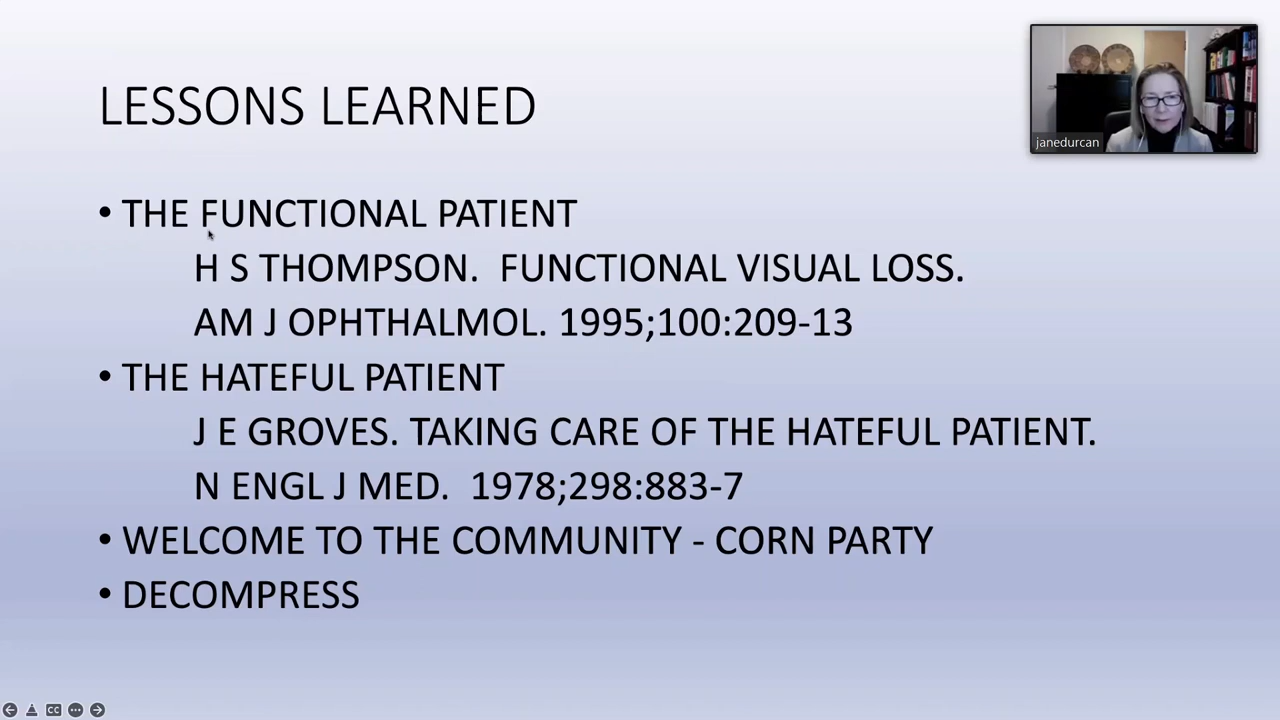 LESSONS LEARNED
janedurcan
• THE FUNCTIONAL PATIENT
H S THOMPSON. FUNCTIONAL VISUAL LOSS.
AM J OPHTHALMOL. 1995;100:209-13
• THE HATEFUL PATIENT
J E GROVES. TAKING CARE OF THE HATEFUL PATIENT.
N ENGL J MED. 1978;298:883-7
• WELCOME TO THE COMMUNITY - CORN PARTY
• DECOMPRESS
CC